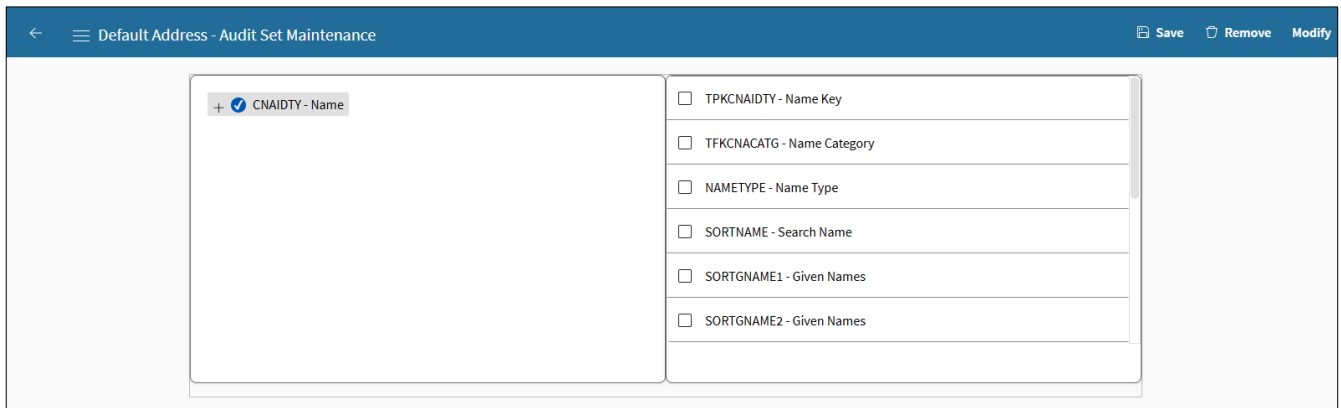 Default Address - Audit Set Maintenance
Save Remove Modify
CNAIDTY - Name
TPKCNAIDTY - Name Key
TFKCNACATG - Name Category
NAMETYPE - Name Type
SORTNAME - Search Name
SORTGNAME1 - Given Names
SORTGNAME2 - Given Names